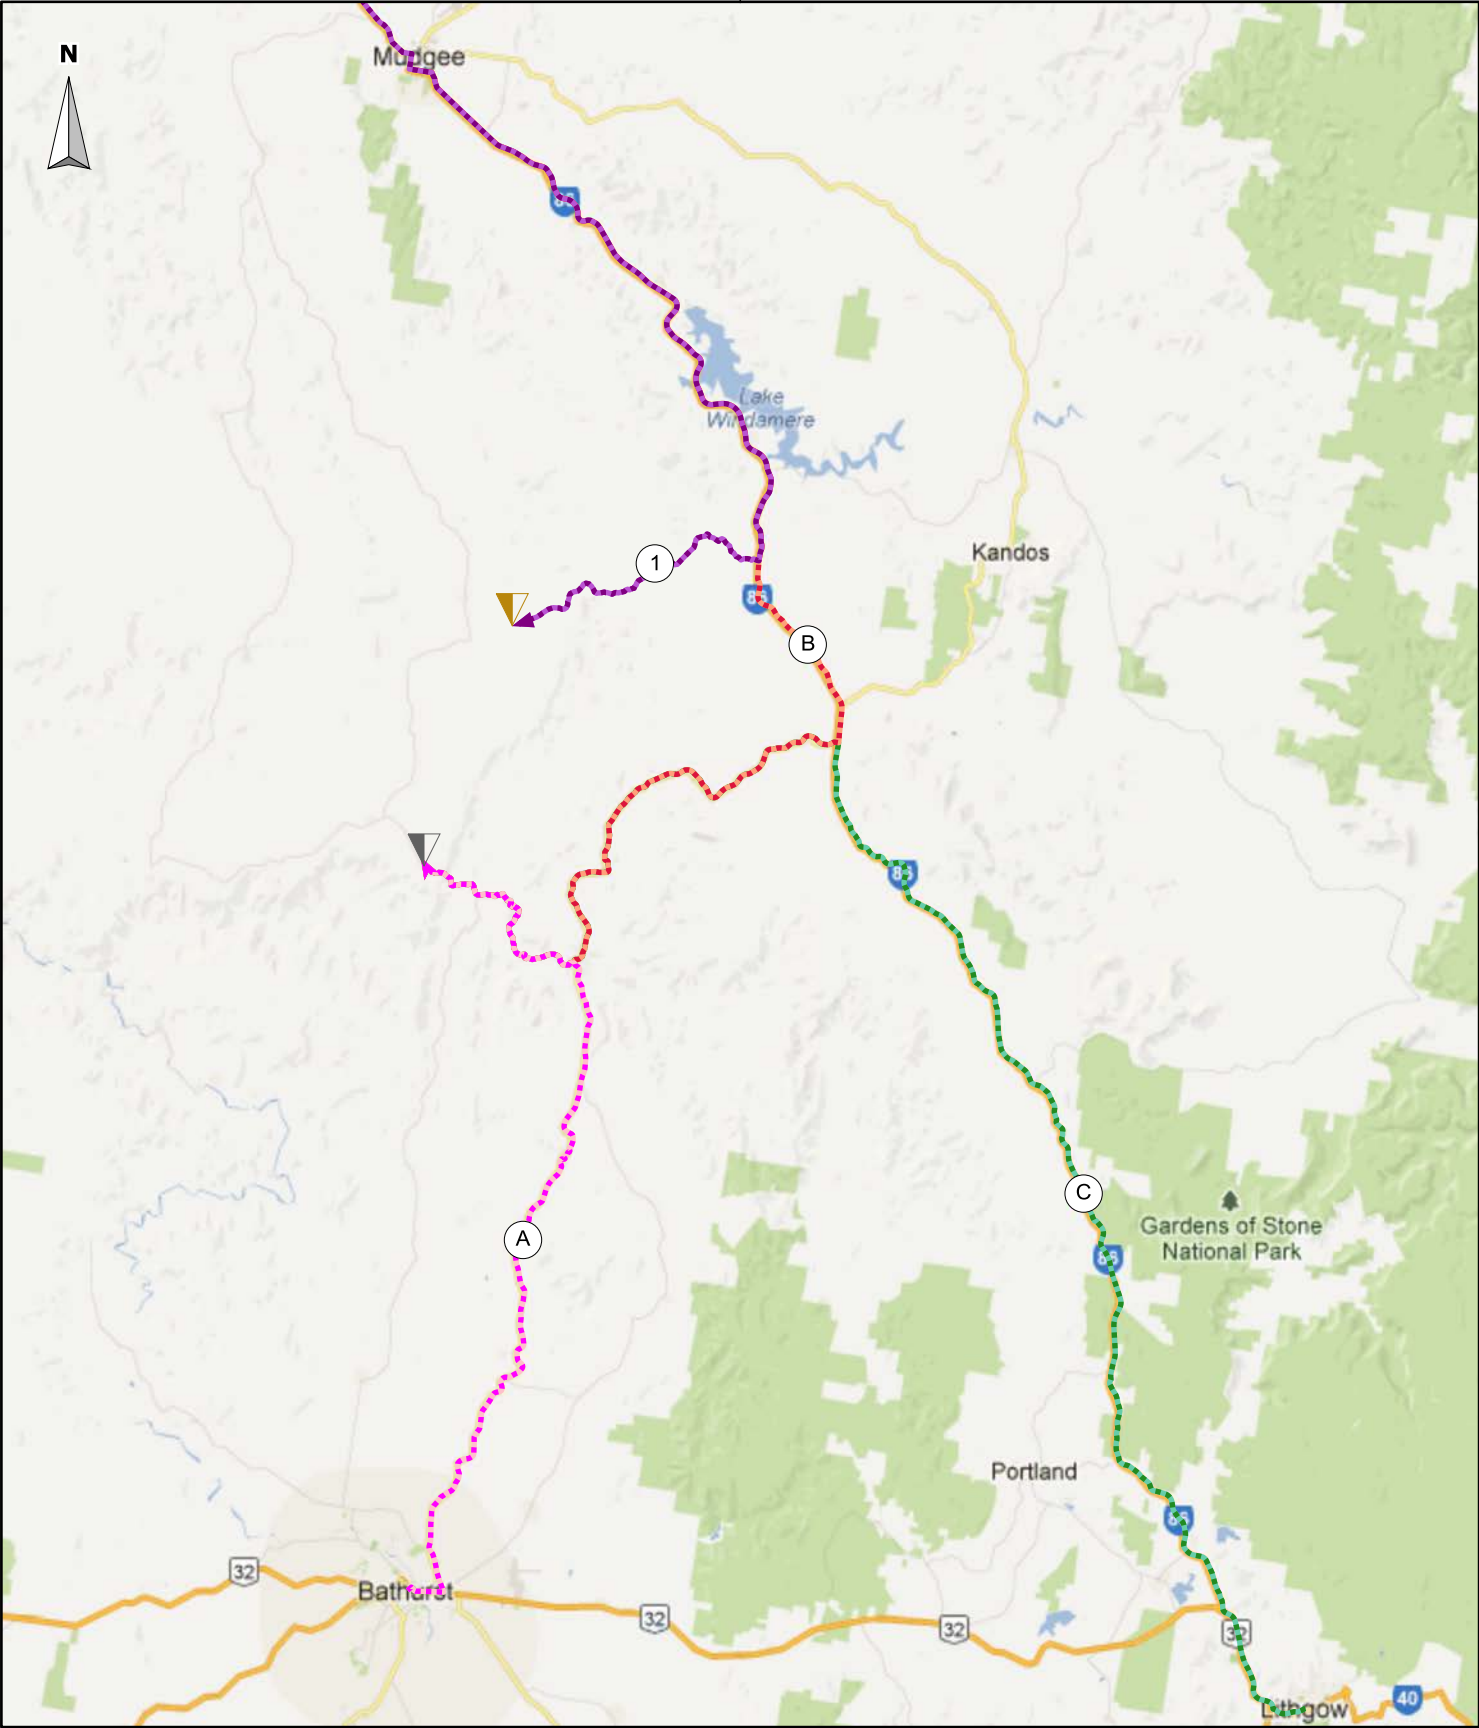 N
Mudgee
Lake
Windamere
1
Kandos
B
C
Gardens of Stone
National Park
A
Portland
32
Bathurst
32
32
32
40
Lithgow